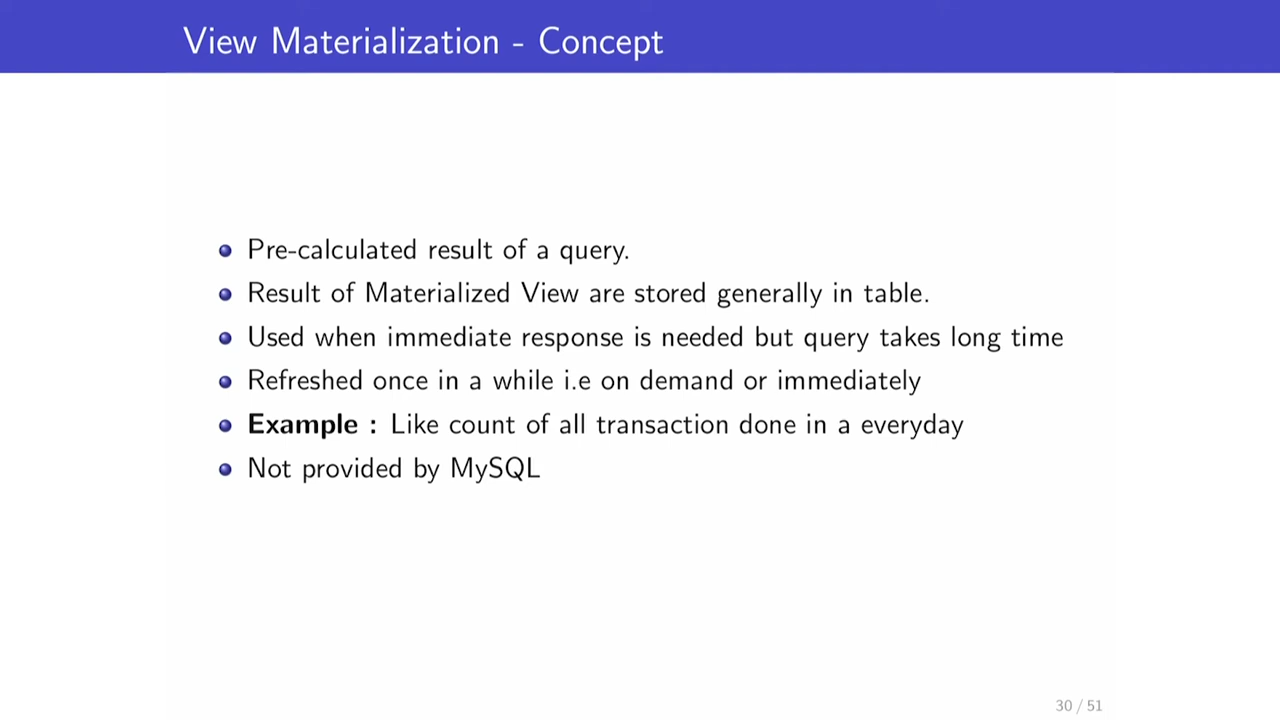 View Materialization - Concept
Pre-calculated result of a query.
Result of Materialized View are stored generally in table.
Used when immediate response is needed but query takes long time
Refreshed once in a while i.e on demand or immediately
Example : Like count of all transaction done in a everyday
Not provided by MySQL
30 / 51